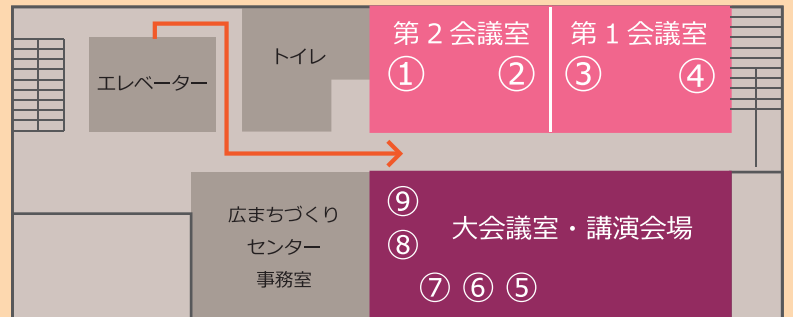 エレベーター
トイレ
第2会議室
① ②
第1会議室
③ ④
広まちづくり
センター
事務室
⑨
⑧
大会議室・講演会場
⑦ ⑥ ⑤